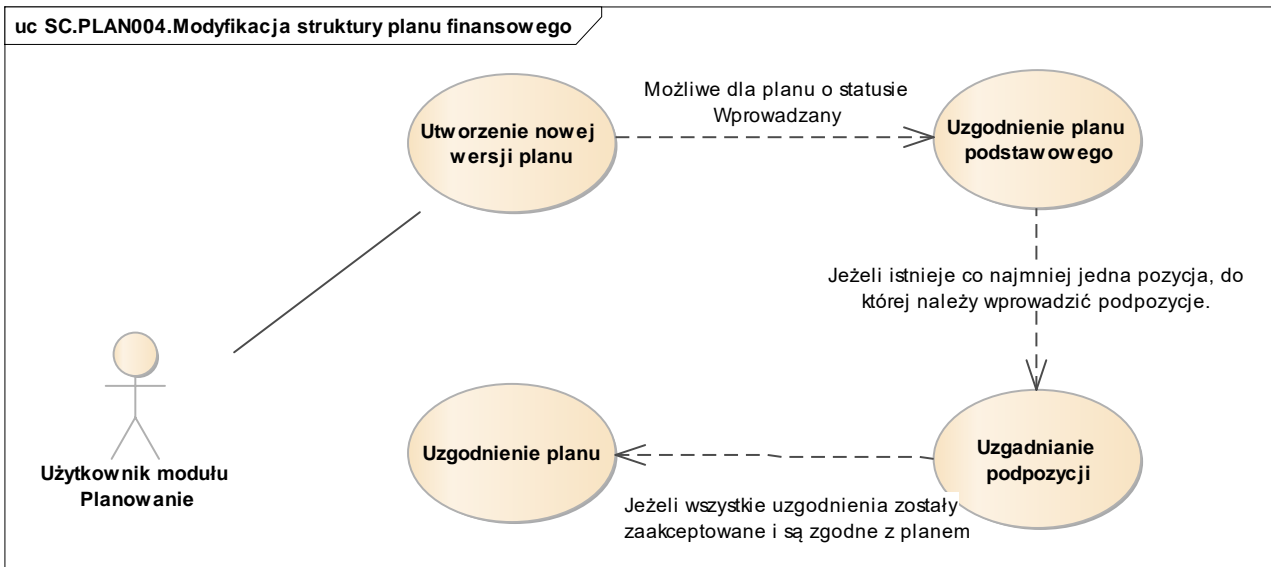 uc SC.PLAN004.Modyfikacja struktury planu finansowego
Możliwe dla planu o statusie
Wprowadzany
Utworzenie nowej
wersji planu
Uzgodnienie planu
podstawowego
Jeżeli istnieje co najmniej jedna pozycja, do
której należy wprowadzić podpozycje.
Użytkownik modułu
Planowanie
Uzgodnienie planu
Uzgadnianie
podpozycji
Jeżeli wszystkie uzgodnienia zostały
zaakceptowane i są zgodne z planem